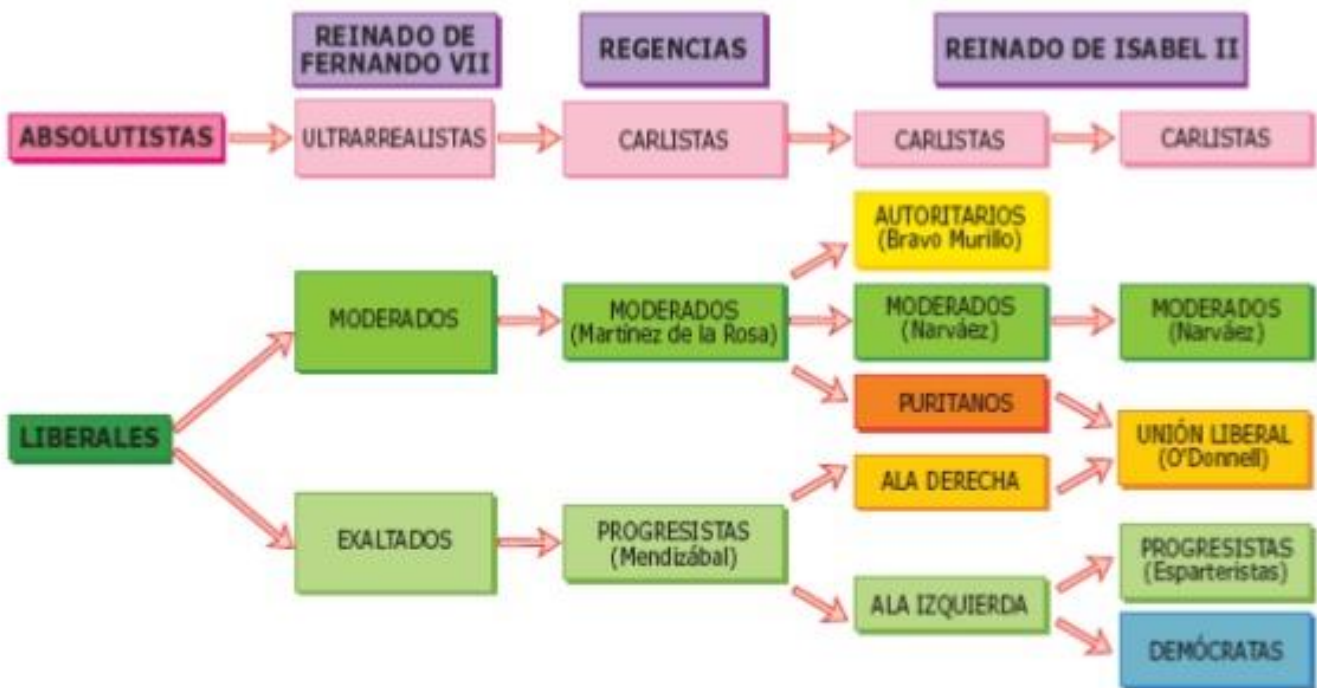 REINADO DE
FERNANDO VII
REGENCIAS
REINADO DE ISABEL II
ABSOLUTISTAS
ULTRARREALISTAS
CARLISTAS
CARLISTAS
CARLISTAS
AUTORITARIOS
(Bravo Murillo)
MODERADOS
MODERADOS
(Martínez de la Rosa)
MODERADOS
(Narváez)
MODERADOS
(Narváez)
PURITANOS
LIBERALES
UNIÓN LIBERAL
(O'Donnell)
ALA DERECHA
EXALTADOS
PROGRESISTAS
(Mendizábal)
PROGRESISTAS
(Esparteristas)
ALA IZQUIERDA
DEMÓCRATAS